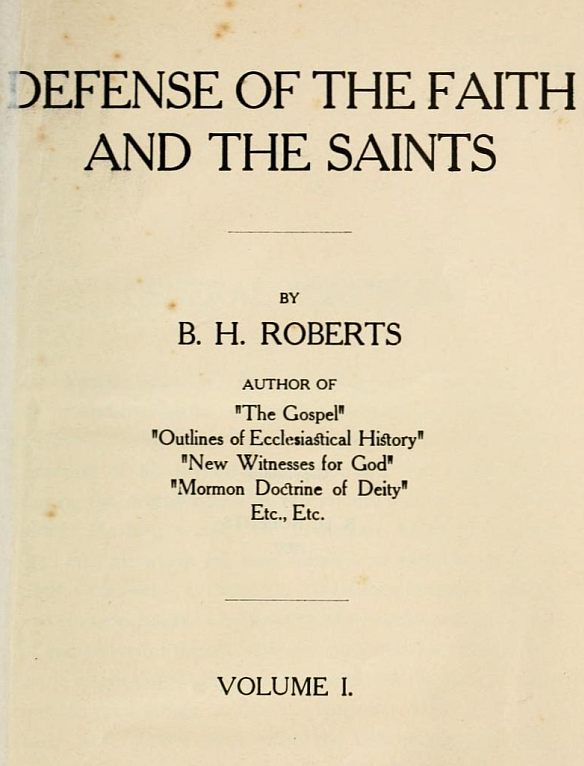 DEFENSE OF THE FAITH
AND THE SAINTS
BY
B. H. ROBERTS
AUTHOR OF
"The Gospel"
"Outlines of Ecclesiastical History"
"New Witnesses for God"
"Mormon Doctrine of Deity"
Etc., Etc.
VOLUME I.